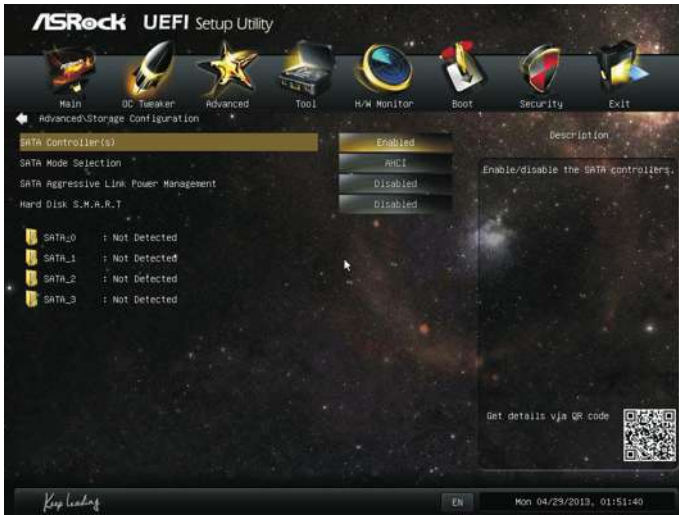 ASRock UEFI Setup Utility
Main OC Tweaker Advanced Tool H/W Monitor Boot Security Exit
Advanced\Storage Configuration
SATA Controller(s) Enabled
SATA Mode Selection AHCI
SATA Aggressive Link Power Management Disabled
Hard Disk S.M.A.R.T Disabled
SATA_0 : Not Detected
SATA_1 : Not Detected
SATA_2 : Not Detected
SATA_3 : Not Detected
Description
Enable/disable the SATA controllers.
Get details via QR code
Keep Leading
EN
Mon 04/29/2013, 01:51:40